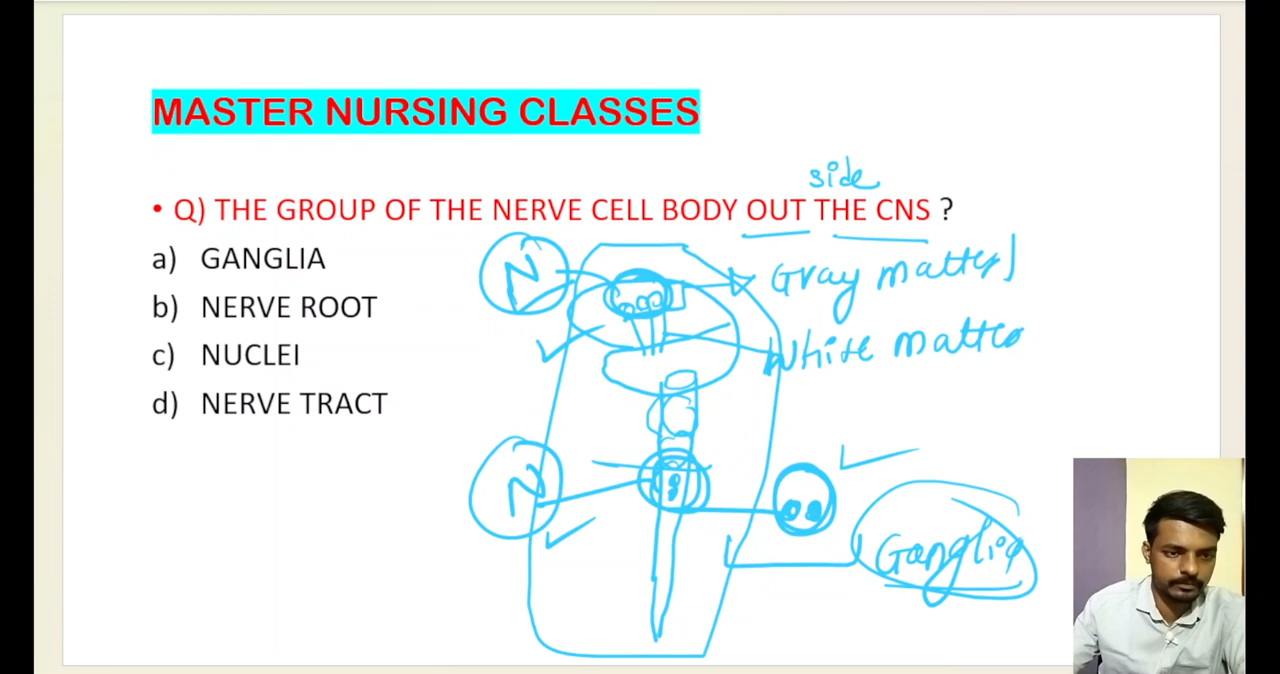 MASTER NURSING CLASSES
side
• Q) THE GROUP OF THE NERVE CELL BODY OUT THE CNS ?
a) GANGLIA
b) NERVE ROOT
c) NUCLEI
d) NERVE TRACT
N
Gray matter
White matter
N
Ganglia